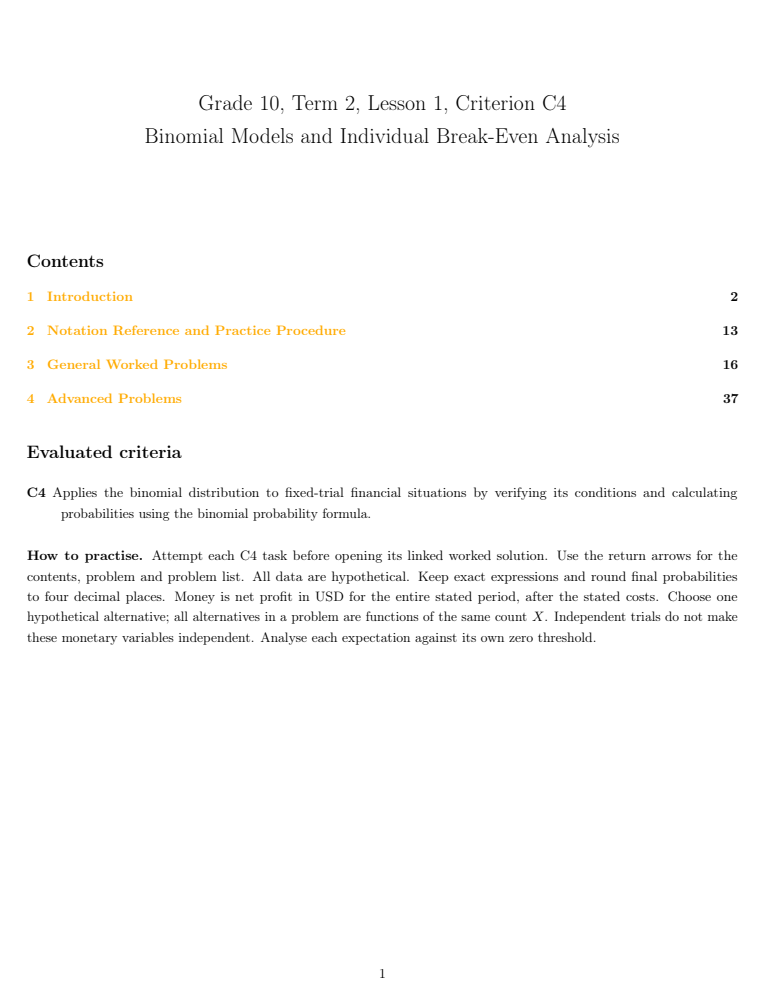 Grade 10, Term 2, Lesson 1, Criterion C4
Binomial Models and Individual Break-Even Analysis
Contents
1 Introduction 2
2 Notation Reference and Practice Procedure 13
3 General Worked Problems 16
4 Advanced Problems 37
Evaluated criteria
C4 Applies the binomial distribution to fixed-trial financial situations by verifying its conditions and calculating
probabilities using the binomial probability formula.
How to practise. Attempt each C4 task before opening its linked worked solution. Use the return arrows for the
contents, problem and problem list. All data are hypothetical. Keep exact expressions and round final probabilities
to four decimal places. Money is net profit in USD for the entire stated period, after the stated costs. Choose one
hypothetical alternative; all alternatives in a problem are functions of the same count X. Independent trials do not make
these monetary variables independent. Analyse each expectation against its own zero threshold.
1